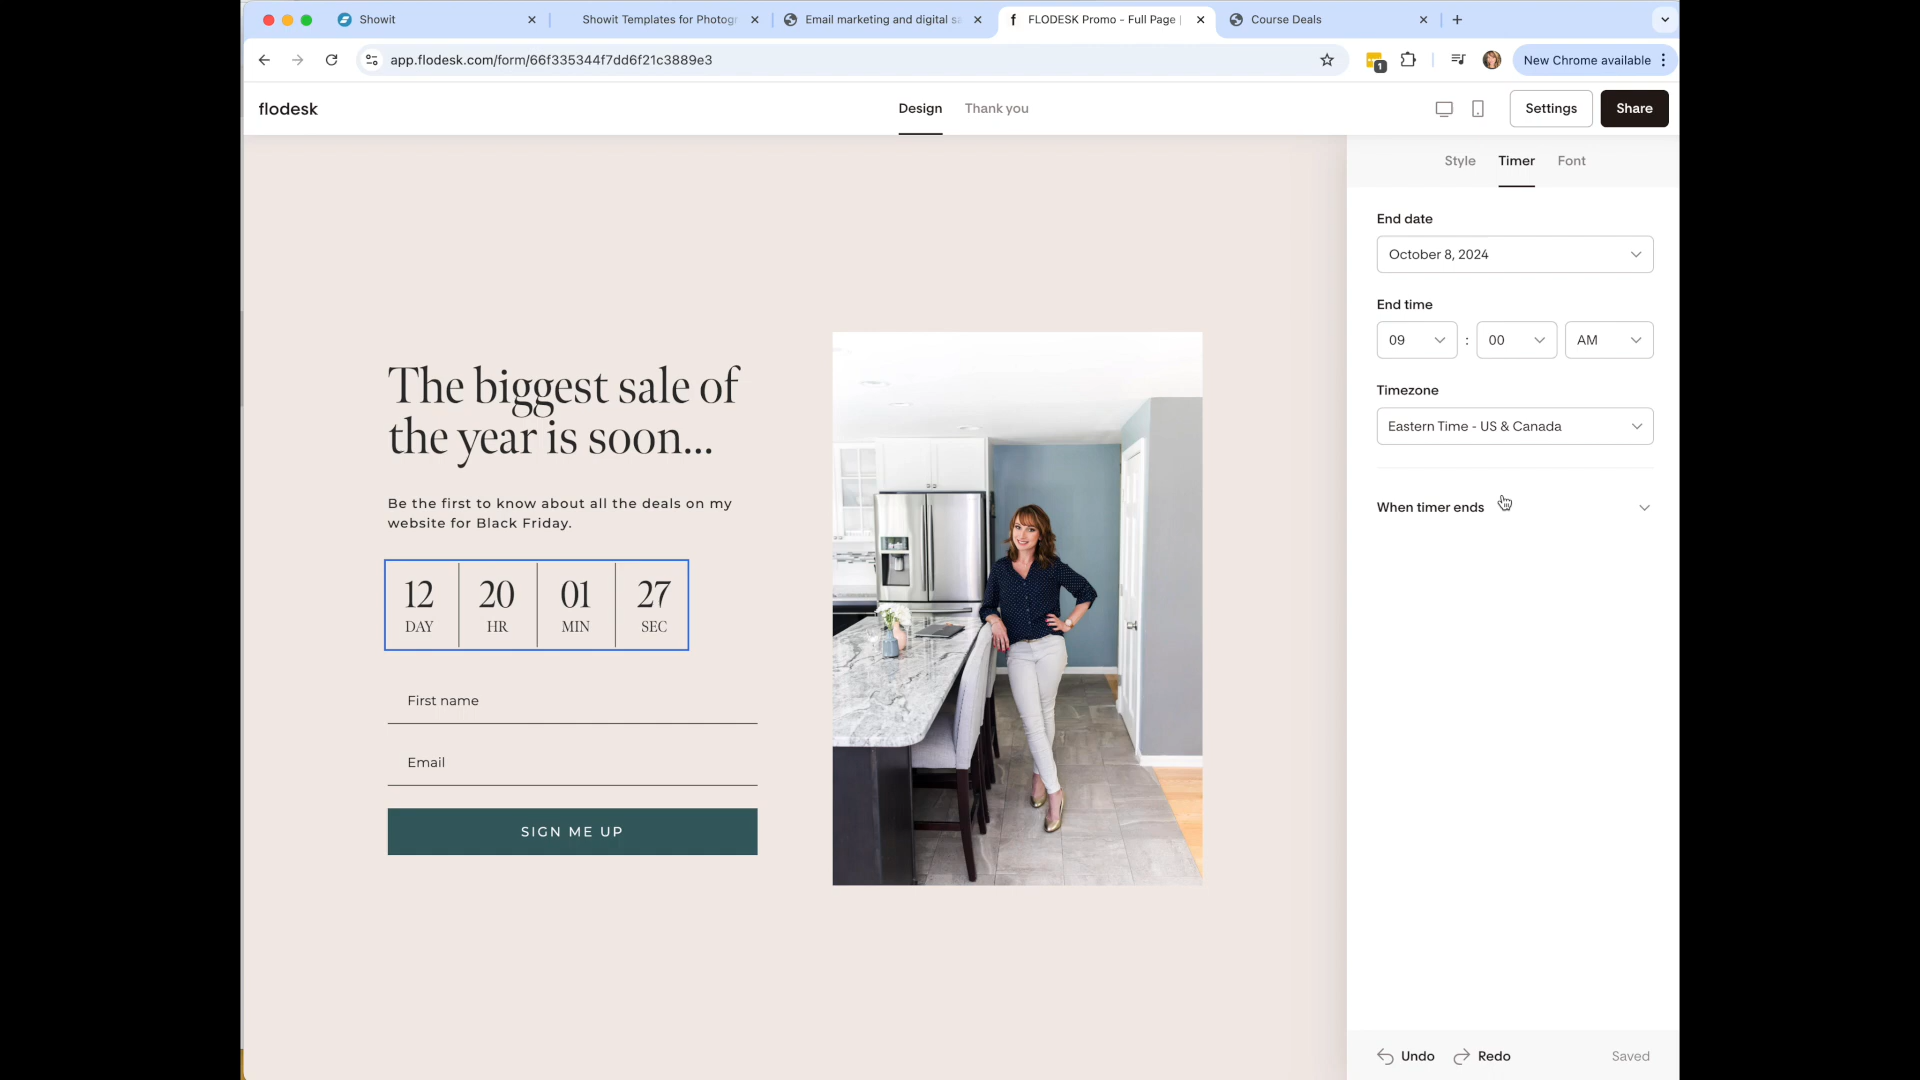 Showit
Showit Templates for Photogr
Email marketing and digital sa
FLODESK Promo - Full Page |
Course Deals
app.flodesk.com/form/66f335344f7dd6f21c3889e3
1
New Chrome available
flodesk
Design
Thank you
Settings
Share
Style
Timer
Font
End date
October 8, 2024
End time
09 : 00 AM
Timezone
Eastern Time - US & Canada
When timer ends
The biggest sale of
the year is soon...
Be the first to know about all the deals on my
website for Black Friday.
12 20 01 27
DAY HR MIN SEC
First name
Email
SIGN ME UP
Undo
Redo
Saved